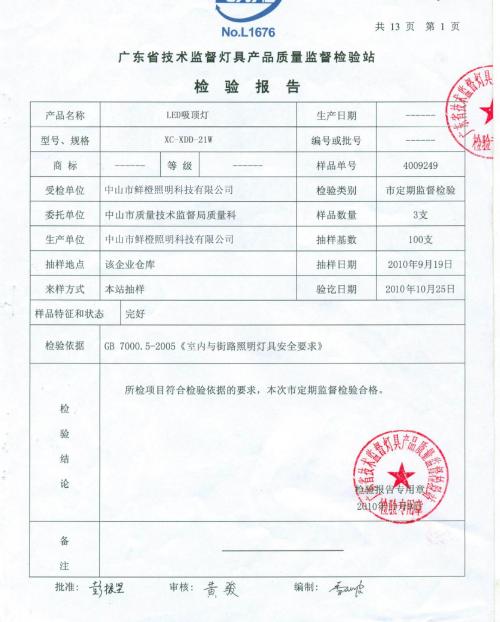 No.L1676
共 13 页 第 1 页
广东省技术监督灯具产品质量监督检验站
检 验 报 告
产品名称 LED吸顶灯 生产日期 ------
型号、规格 XC-XDD-21W 编号或批号 ------
商 标 ------ 等 级 ------ 样品单号 4009249
受检单位 中山市鲜橙照明科技有限公司 检验类别 市定期监督检验
委托单位 中山市质量技术监督局质量科 样品数量 3支
生产单位 中山市鲜橙照明科技有限公司 抽样基数 100支
抽样地点 该企业仓库 抽样日期 2010年9月19日
来样方式 本站抽样 验讫日期 2010年10月25日
样品特征和状态 完好
检验依据 GB 7000.5-2005《室内与街路照明灯具安全要求》
所检项目符合检验依据的要求，本次市定期监督检验合格。
检验结论
广东省技术监督灯具产品质量监督检验站
检验报告专用章
检验专用章
备注
批准： 审核：黄骏 编制：